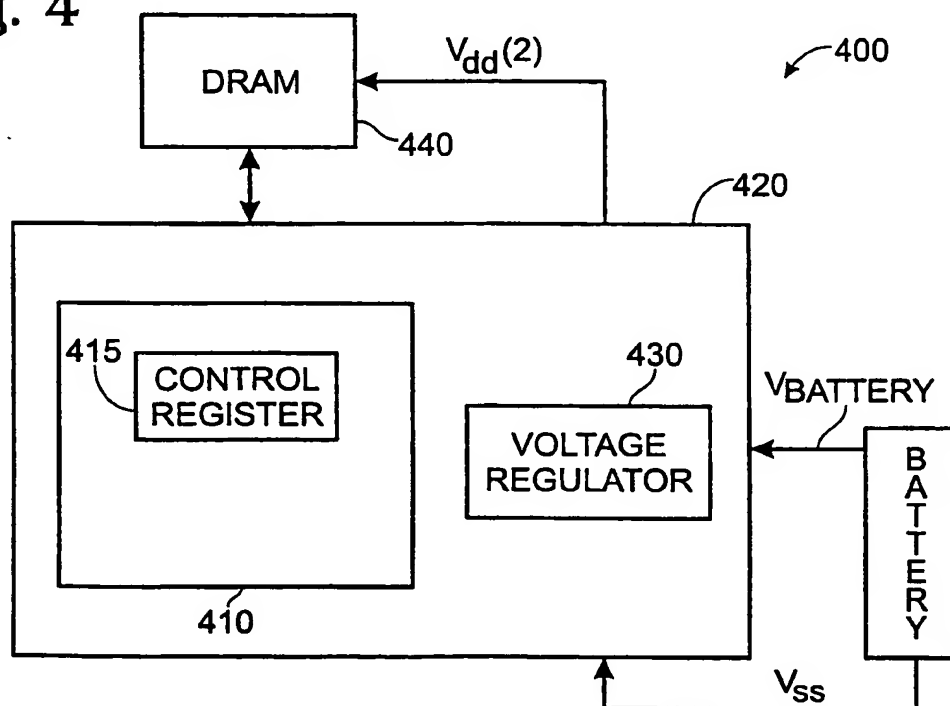 g. 4
DRAM
Vdd(2)
400
440
420
415
CONTROL
REGISTER
430
VOLTAGE
REGULATOR
VBATTERY
BATTERY
410
Vss